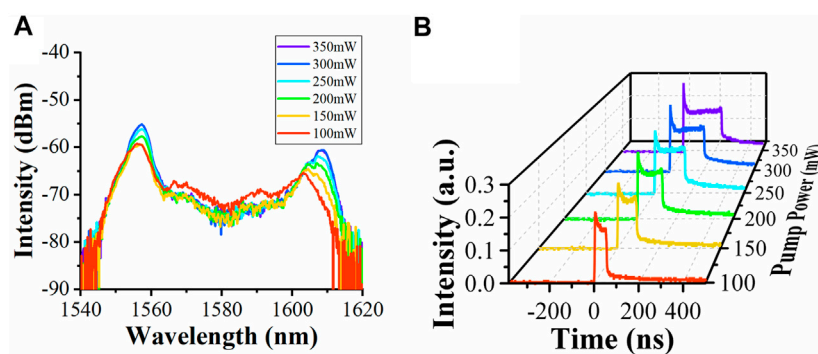 A
Intensity (dBm)
-40
-50
-60
-70
-80
-90
350mW
300mW
250mW
200mW
150mW
100mW
1540 1560 1580 1600 1620
Wavelength (nm)
B
Intensity (a.u.)
0.3
0.2
0.1
0.0
-200 0 200 400
Time (ns)
350
300
250
200
150
100
Pump Power (mW)